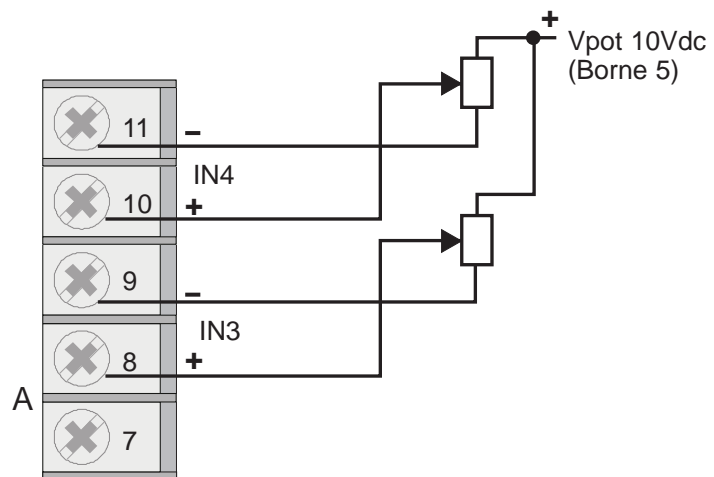 +
Vpot 10Vdc
(Borne 5)
11 –
IN4
10 +
9 –
IN3
8 +
A
7